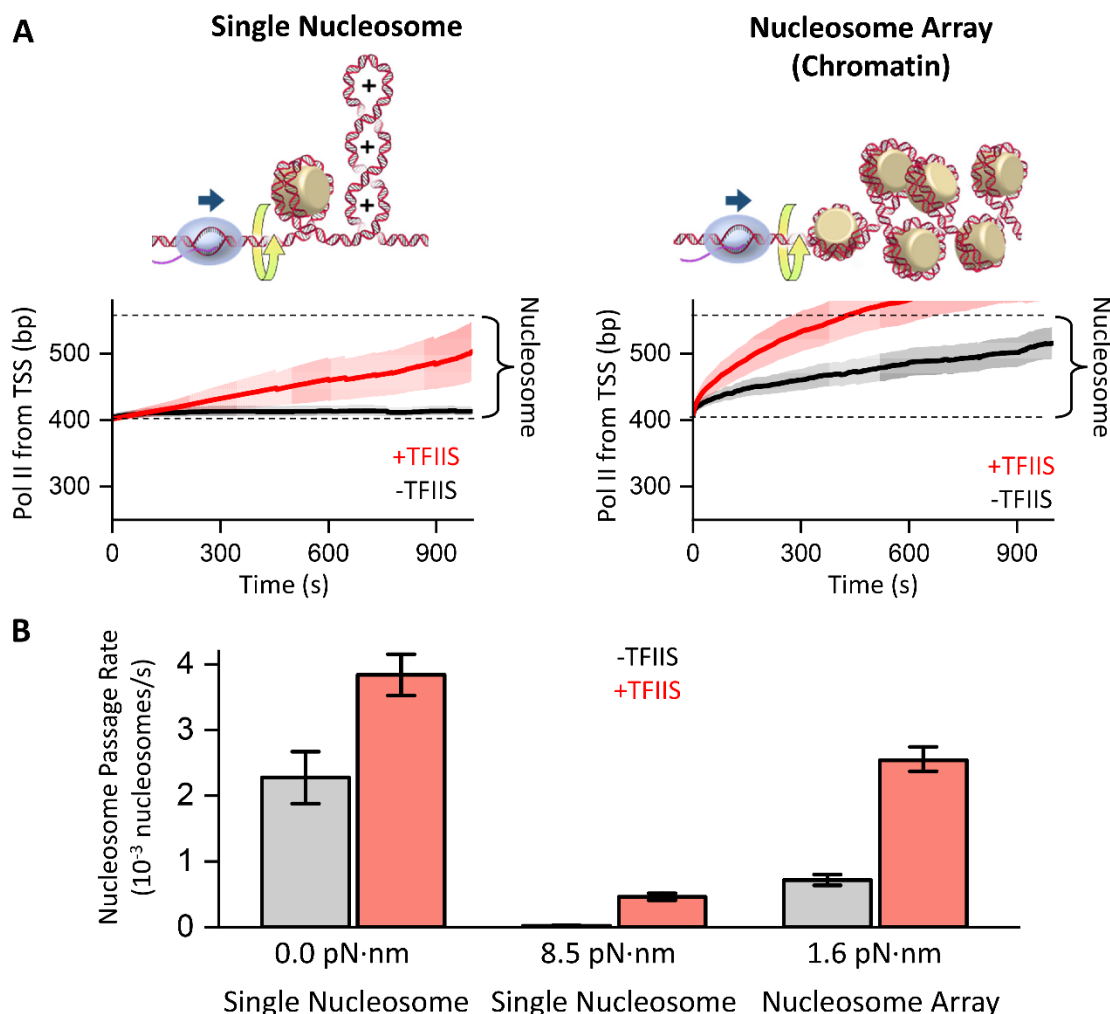 A
Single Nucleosome
Nucleosome Array
(Chromatin)
+
+
+
Pol II from TSS (bp)
500
400
300
0
300
600
900
Time (s)
+TFIIS
-TFIIS
Nucleosome
Pol II from TSS (bp)
500
400
300
0
300
600
900
Time (s)
+TFIIS
-TFIIS
Nucleosome
B
Nucleosome Passage Rate
(10⁻³ nucleosomes/s)
4
3
2
1
0
-TFIIS
+TFIIS
0.0 pN·nm
8.5 pN·nm
1.6 pN·nm
Single Nucleosome
Single Nucleosome
Nucleosome Array